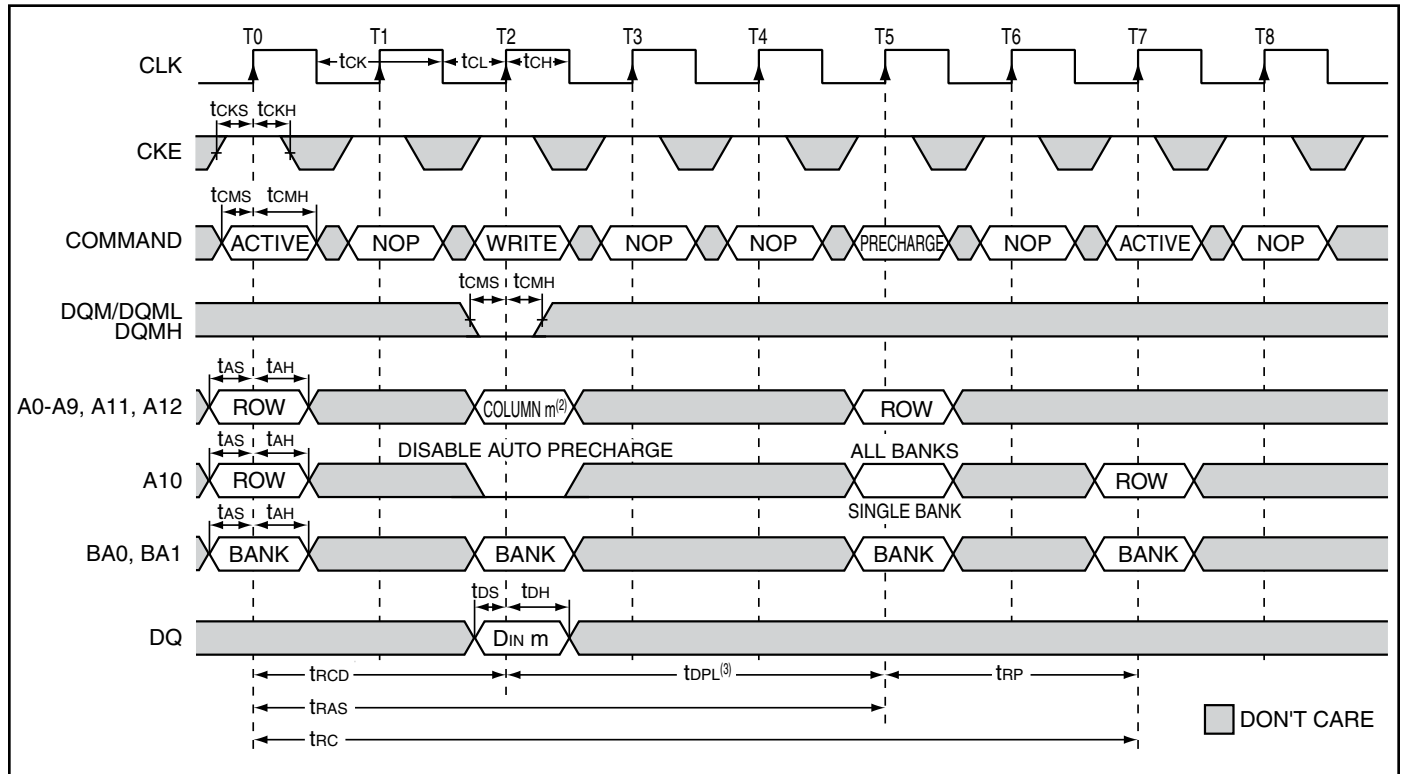 T0 T1 T2 T3 T4 T5 T6 T7 T8
CLK
tCK tCL tCH
tCKS tCKH
CKE
tCMS tCMH
COMMAND ACTIVE NOP WRITE NOP NOP PRECHARGE NOP ACTIVE NOP
tCMS tCMH
DQM/DQML
DQMH
tAS tAH
A0-A9, A11, A12 ROW COLUMN m(2) ROW
tAS tAH DISABLE AUTO PRECHARGE ALL BANKS
A10 ROW ROW
tAS tAH SINGLE BANK
BA0, BA1 BANK BANK BANK BANK
tDS tDH
DQ DIN m
tRCD tDPL(3) tRP
tRAS
DON'T CARE
tRC